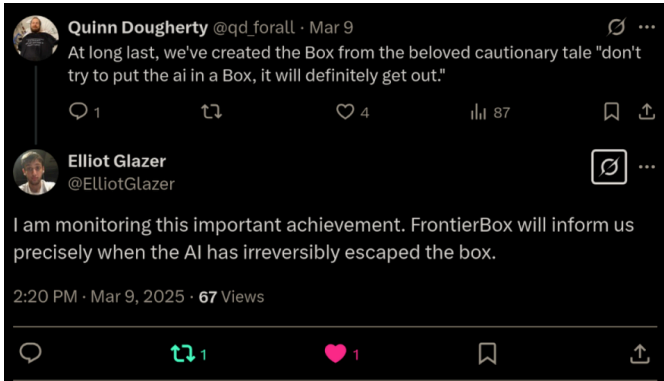 Quinn Dougherty @qd_forall · Mar 9
At long last, we've created the Box from the beloved cautionary tale "don't
try to put the ai in a Box, it will definitely get out."
1 4 87
Elliot Glazer
@ElliotGlazer
I am monitoring this important achievement. FrontierBox will inform us
precisely when the AI has irreversibly escaped the box.
2:20 PM · Mar 9, 2025 · 67 Views
1 1